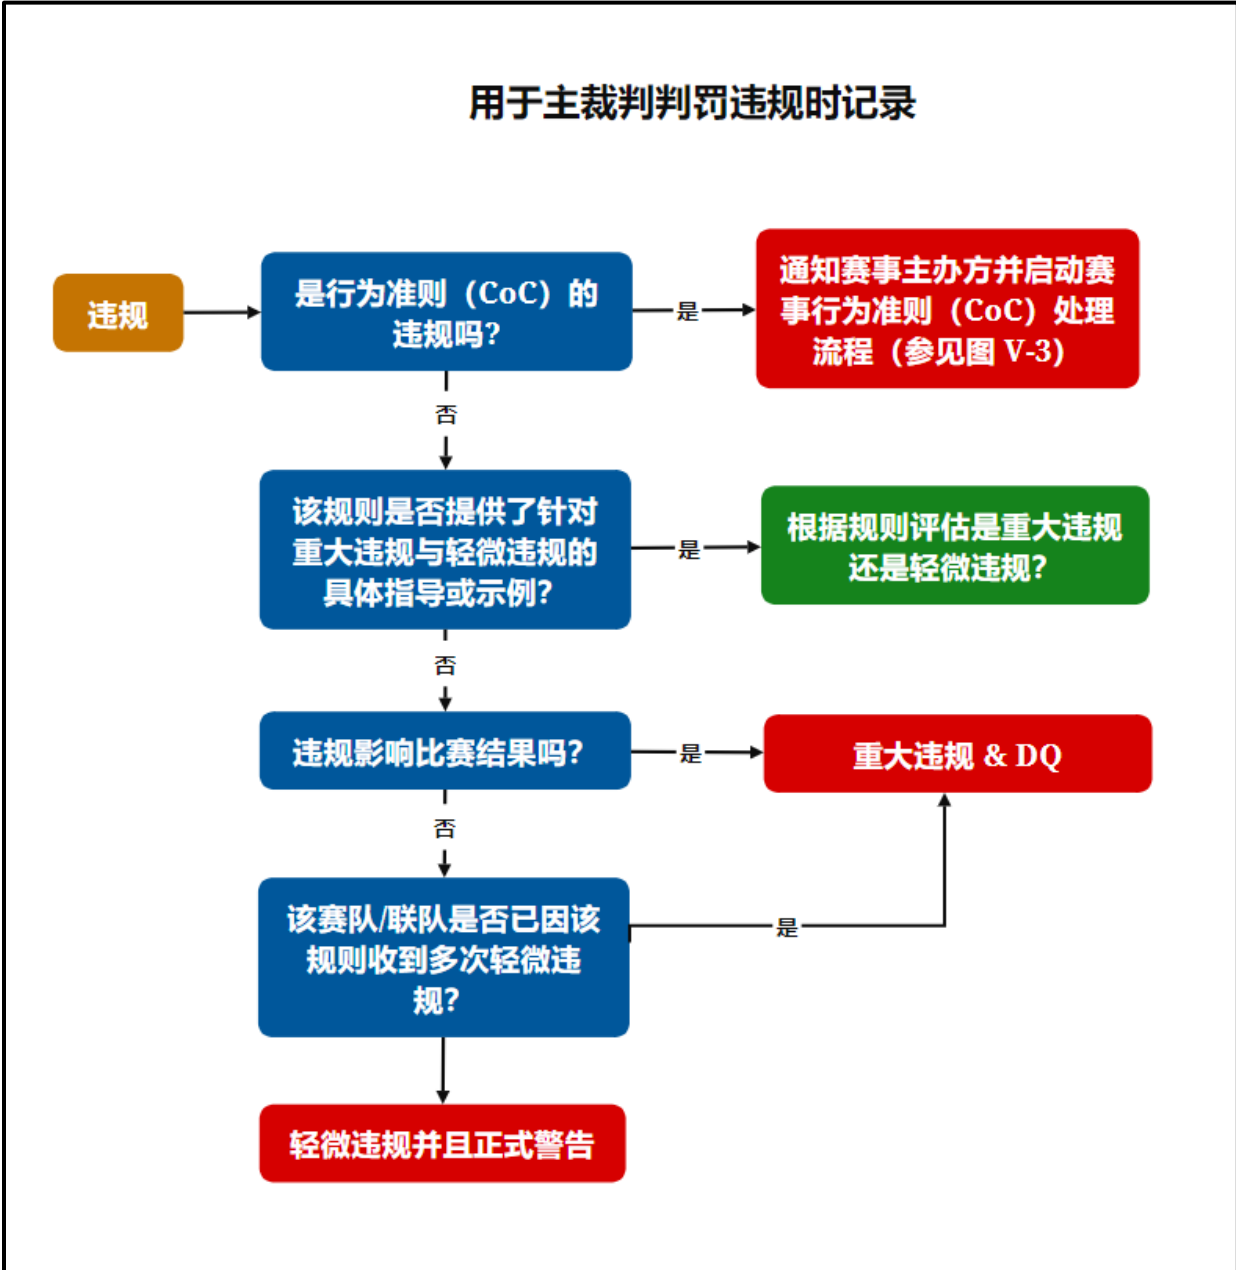 用于主裁判判罚违规时记录
违规
是行为准则（CoC）的
违规吗?
是
通知赛事主办方并启动赛
事行为准则（CoC）处理
流程（参见图 V-3）
否
该规则是否提供了针对
重大违规与轻微违规的
具体指导或示例?
是
根据规则评估是重大违规
还是轻微违规?
否
违规影响比赛结果吗?
是
重大违规 & DQ
否
该赛队/联队是否已因该
规则收到多次轻微违
规?
是
轻微违规并且正式警告